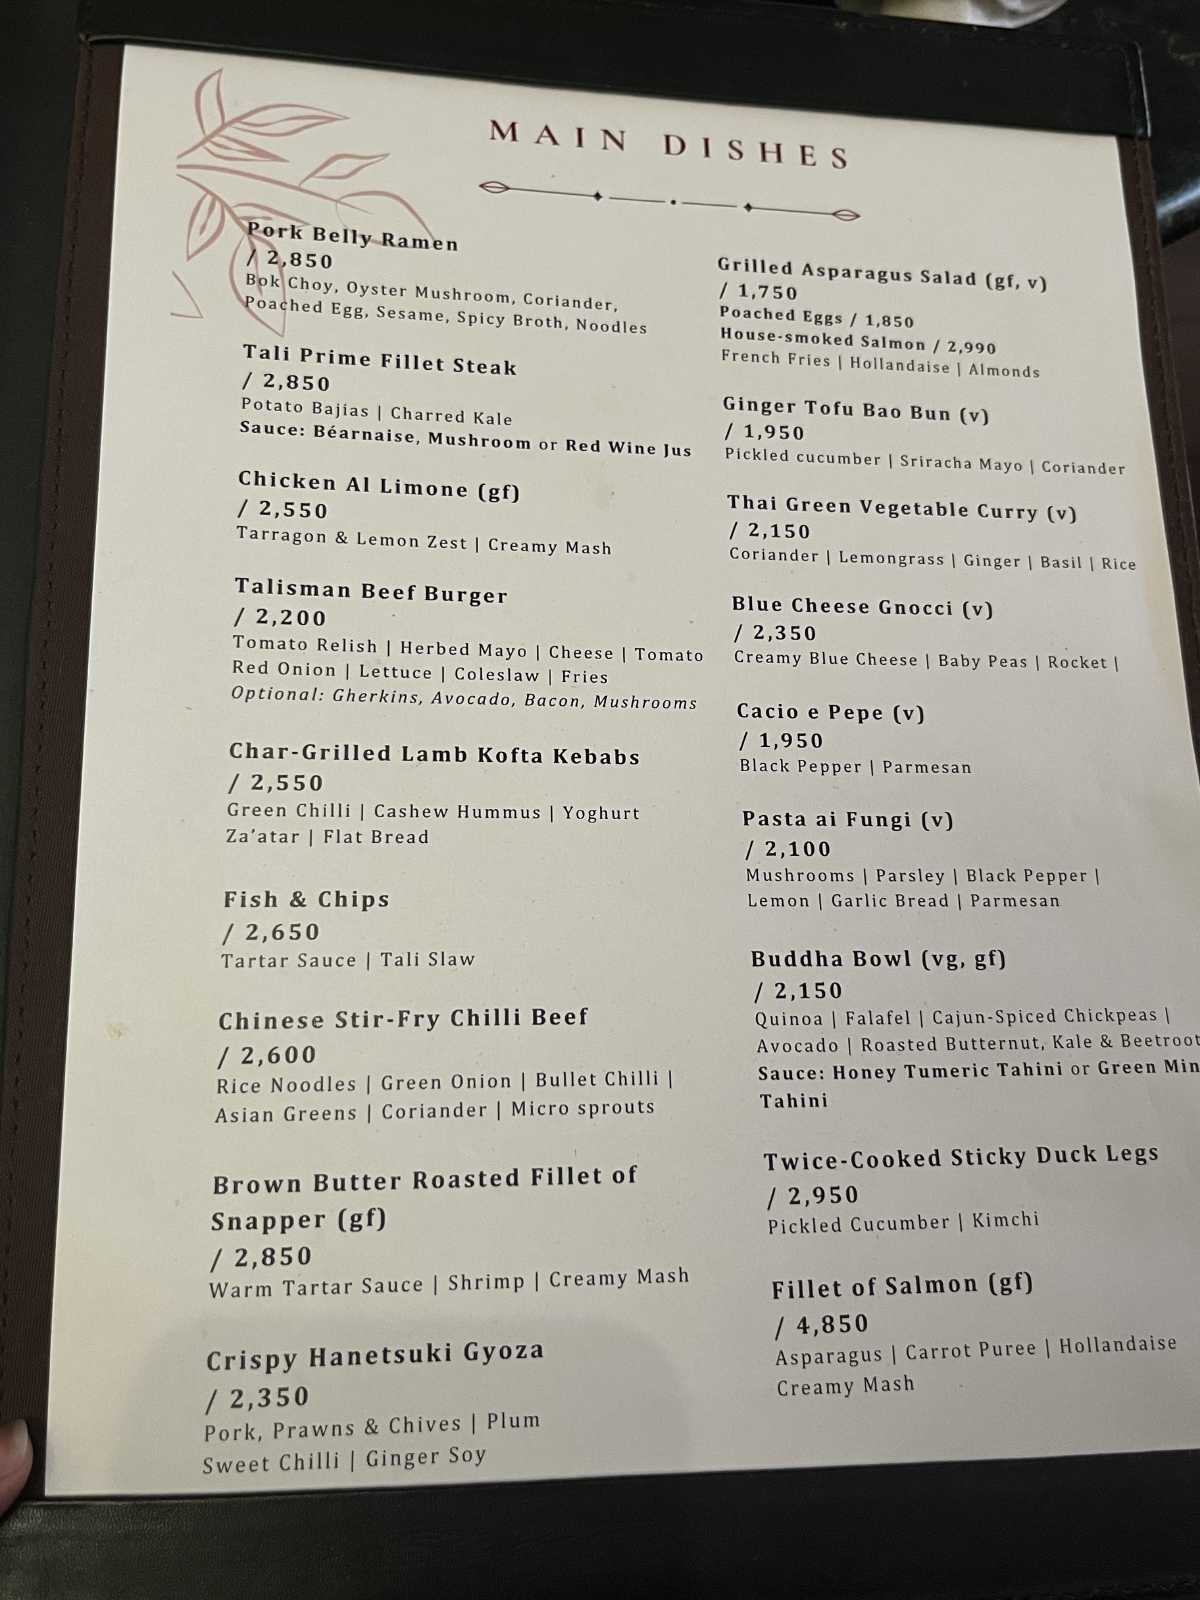 MAIN DISHES
Pork Belly Ramen
/ 2,850
Bok Choy, Oyster Mushroom, Coriander,
Poached Egg, Sesame, Spicy Broth, Noodles
Tali Prime Fillet Steak
/ 2,850
Potato Bajias | Charred Kale
Sauce: Béarnaise, Mushroom or Red Wine Jus
Chicken Al Limone (gf)
/ 2,550
Tarragon & Lemon Zest | Creamy Mash
Talisman Beef Burger
/ 2,200
Tomato Relish | Herbed Mayo | Cheese | Tomato
Red Onion | Lettuce | Coleslaw | Fries
Optional: Gherkins, Avocado, Bacon, Mushrooms
Char-Grilled Lamb Kofta Kebabs
/ 2,550
Green Chilli | Cashew Hummus | Yoghurt
Za'atar | Flat Bread
Fish & Chips
/ 2,650
Tartar Sauce | Tali Slaw
Chinese Stir-Fry Chilli Beef
/ 2,600
Rice Noodles | Green Onion | Bullet Chilli |
Asian Greens | Coriander | Micro sprouts
Brown Butter Roasted Fillet of
Snapper (gf)
/ 2,850
Warm Tartar Sauce | Shrimp | Creamy Mash
Crispy Hanetsuki Gyoza
/ 2,350
Pork, Prawns & Chives | Plum
Sweet Chilli | Ginger Soy
Grilled Asparagus Salad (gf, v)
/ 1,750
Poached Eggs / 1,850
House-smoked Salmon / 2,990
French Fries | Hollandaise | Almonds
Ginger Tofu Bao Bun (v)
/ 1,950
Pickled cucumber | Sriracha Mayo | Coriander
Thai Green Vegetable Curry (v)
/ 2,150
Coriander | Lemongrass | Ginger | Basil | Rice
Blue Cheese Gnocci (v)
/ 2,350
Creamy Blue Cheese | Baby Peas | Rocket |
Cacio e Pepe (v)
/ 1,950
Black Pepper | Parmesan
Pasta ai Fungi (v)
/ 2,100
Mushrooms | Parsley | Black Pepper |
Lemon | Garlic Bread | Parmesan
Buddha Bowl (vg, gf)
/ 2,150
Quinoa | Falafel | Cajun-Spiced Chickpeas |
Avocado | Roasted Butternut, Kale & Beetroot
Sauce: Honey Tumeric Tahini or Green Min
Tahini
Twice-Cooked Sticky Duck Legs
/ 2,950
Pickled Cucumber | Kimchi
Fillet of Salmon (gf)
/ 4,850
Asparagus | Carrot Puree | Hollandaise
Creamy Mash